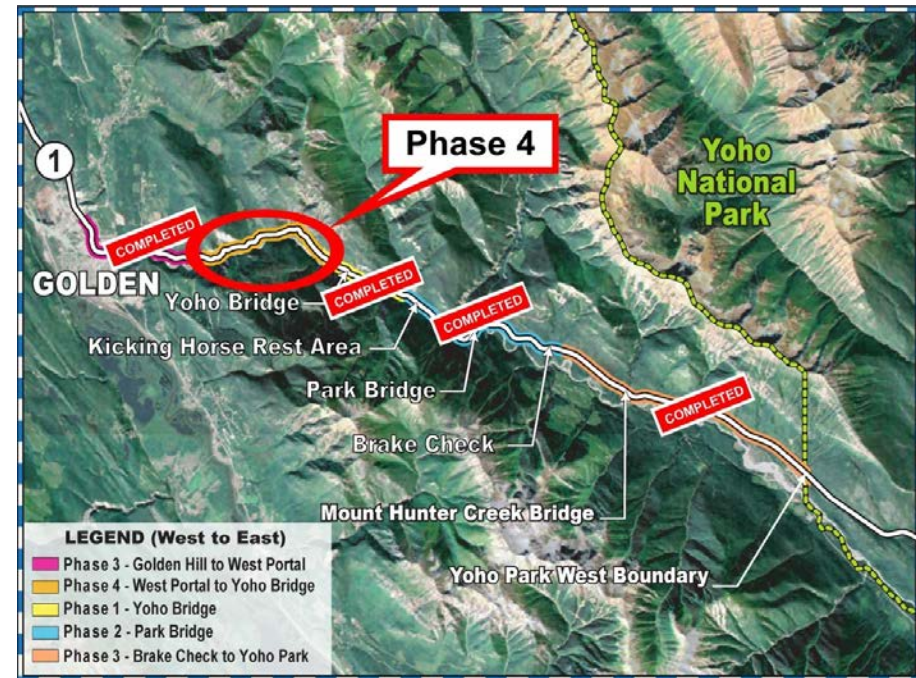 Phase 4
Yoho
National
Park
1
COMPLETED
GOLDEN
Yoho Bridge
COMPLETED
Kicking Horse Rest Area
COMPLETED
Park Bridge
Brake Check
COMPLETED
Mount Hunter Creek Bridge
Yoho Park West Boundary
LEGEND (West to East)
Phase 3 - Golden Hill to West Portal
Phase 4 - West Portal to Yoho Bridge
Phase 1 - Yoho Bridge
Phase 2 - Park Bridge
Phase 3 - Brake Check to Yoho Park